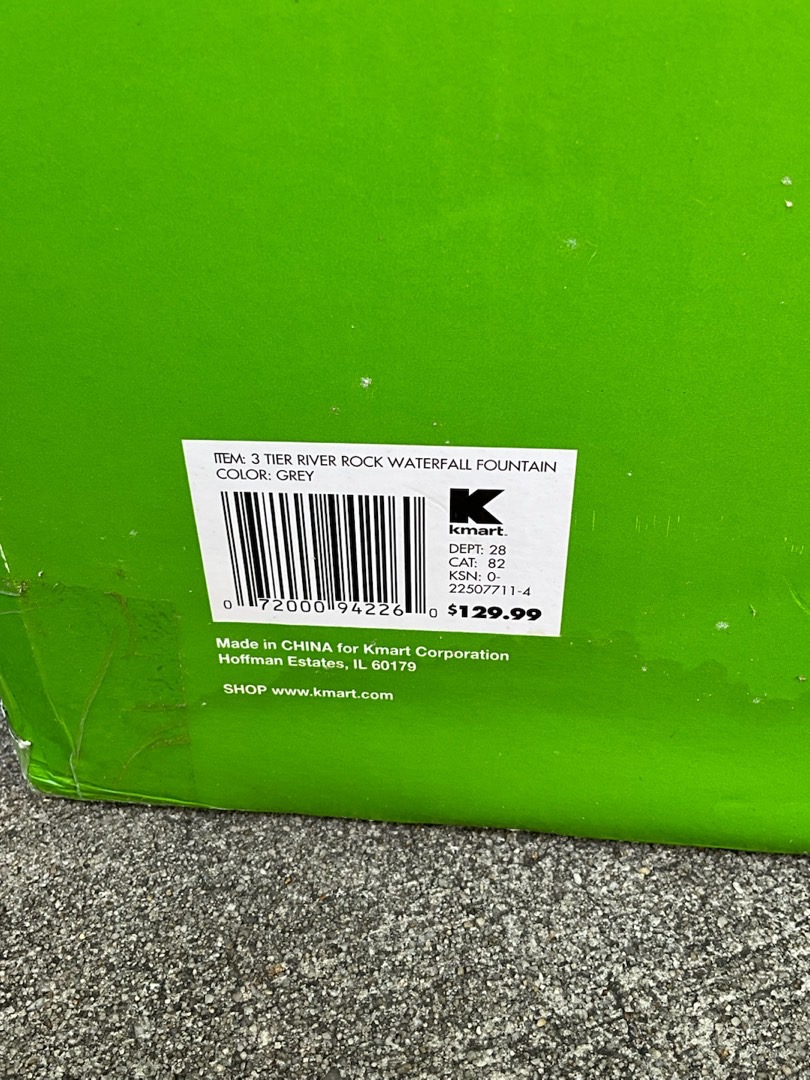 ITEM: 3 TIER RIVER ROCK WATERFALL FOUNTAIN
COLOR: GREY
K
kmart
DEPT: 28
CAT: 82
KSN: 0-
22507711-4
$129.99
0 72000 94226 0
Made in CHINA for Kmart Corporation
Hoffman Estates, IL 60179
SHOP www.kmart.com